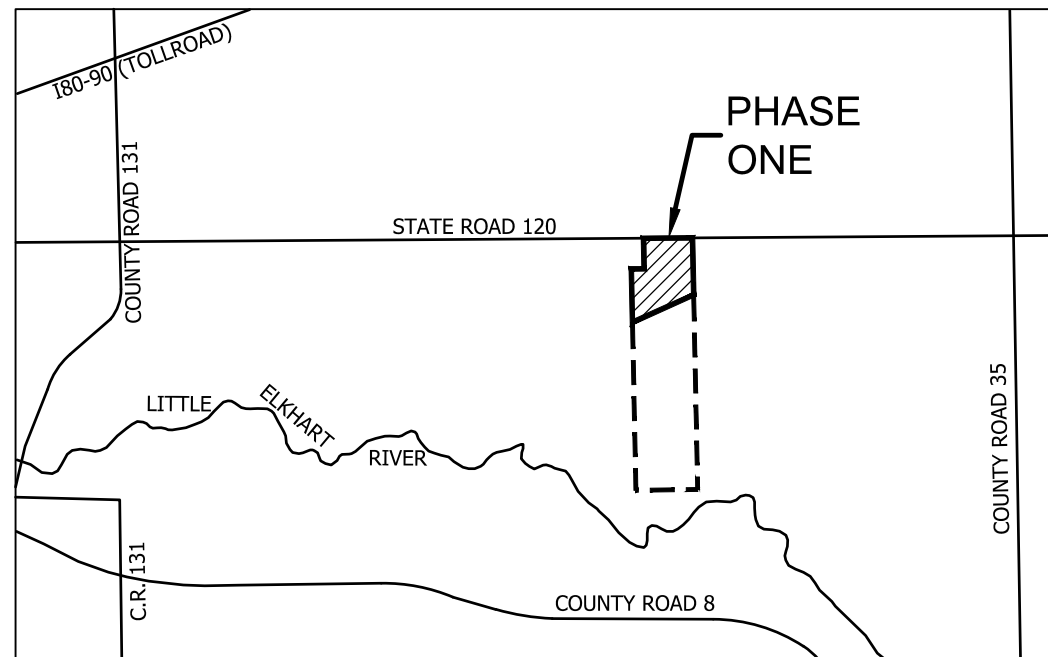 I80-90 (TOLLROAD)
COUNTY ROAD 131
PHASE
ONE
STATE ROAD 120
COUNTY ROAD 35
LITTLE
ELKHART
RIVER
C.R. 131
COUNTY ROAD 8